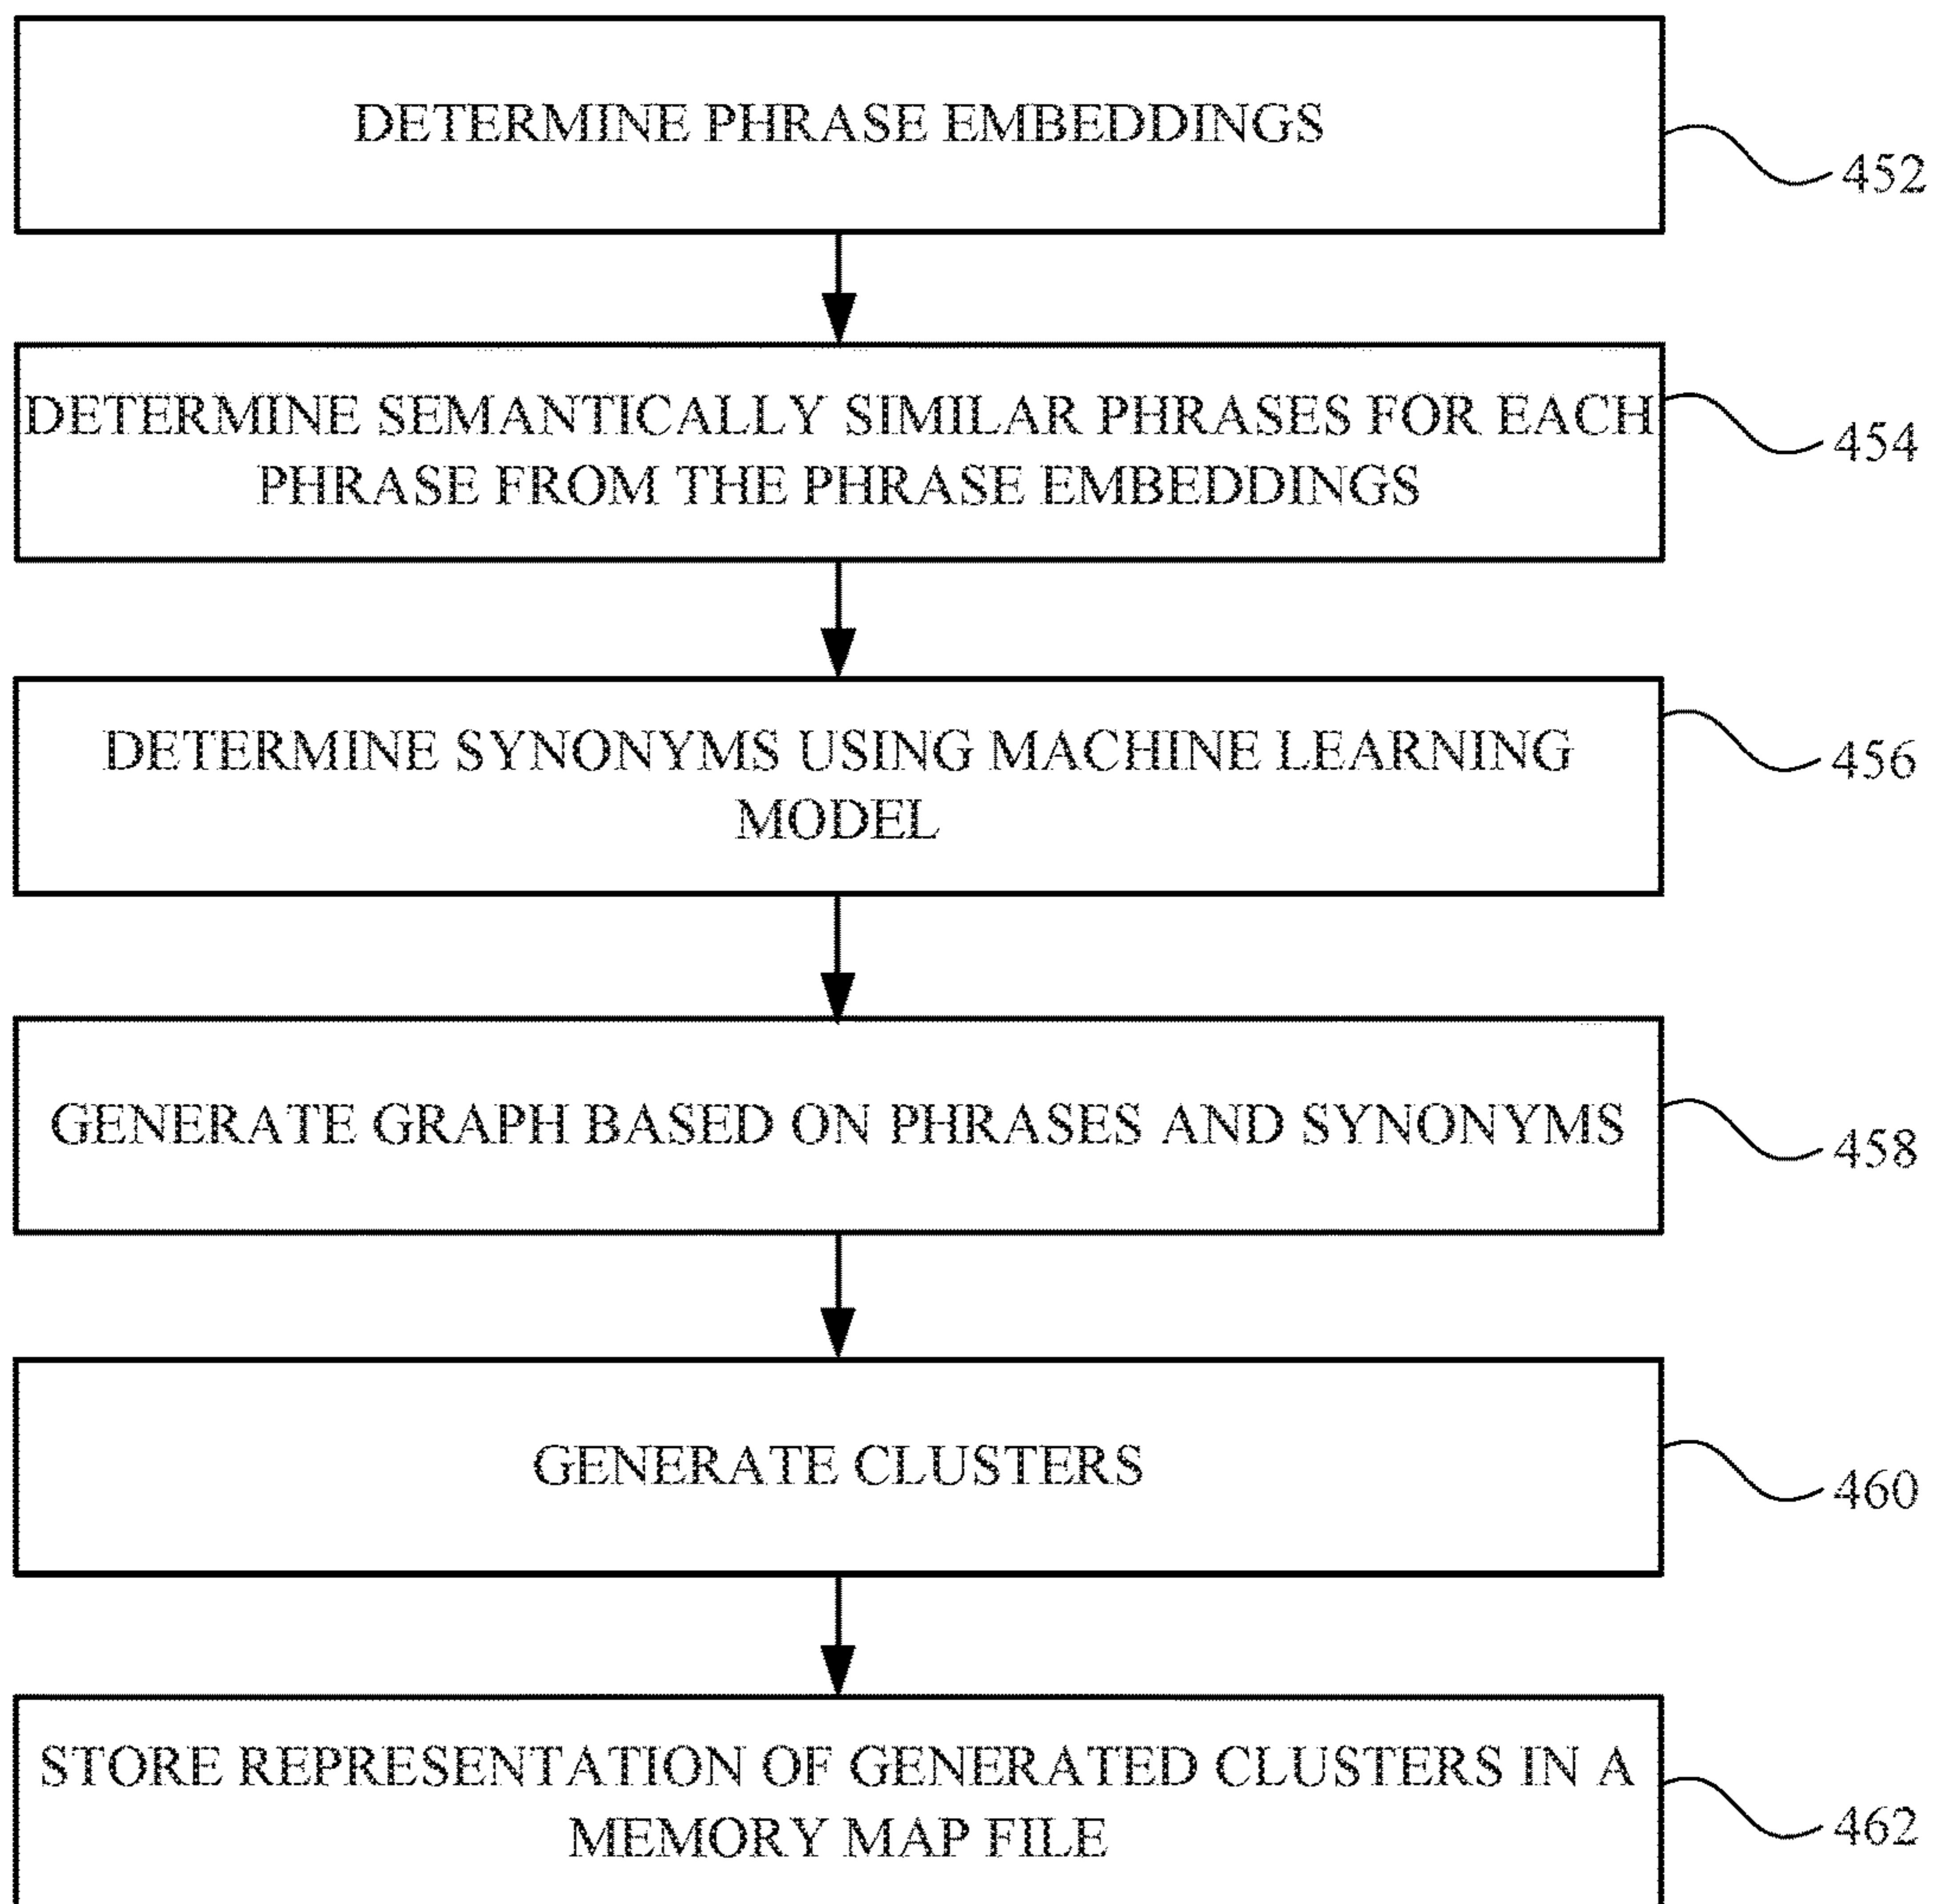 DETERMINE PHRASE EMBEDDINGS
452
DETERMINE SEMANTICALLY SIMILAR PHRASES FOR EACH
PHRASE FROM THE PHRASE EMBEDDINGS
454
DETERMINE SYNONYMS USING MACHINE LEARNING
MODEL
456
GENERATE GRAPH BASED ON PHRASES AND SYNONYMS
458
GENERATE CLUSTERS
460
STORE REPRESENTATION OF GENERATED CLUSTERS IN A
MEMORY MAP FILE
462